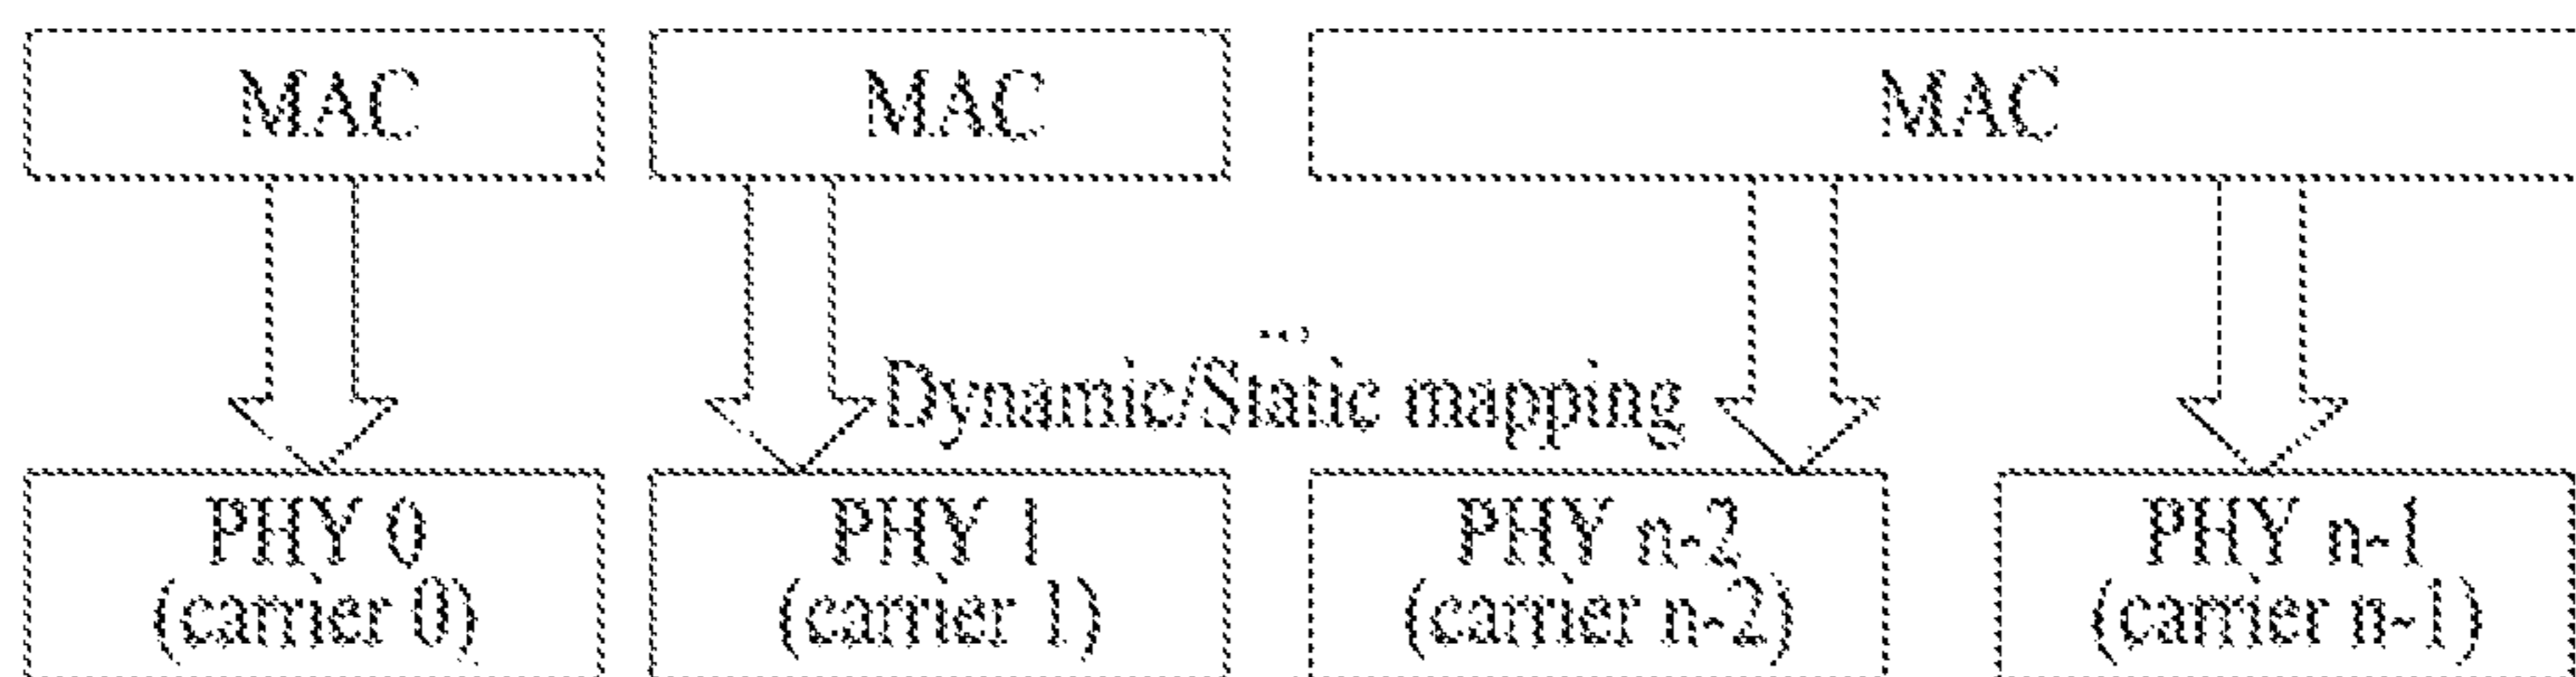 MAC
MAC
MAC
...
Dynamic/Static mapping
PHY 0
(carrier 0)
PHY 1
(carrier 1)
PHY n-2
(carrier n-2)
PHY n-1
(carrier n-1)